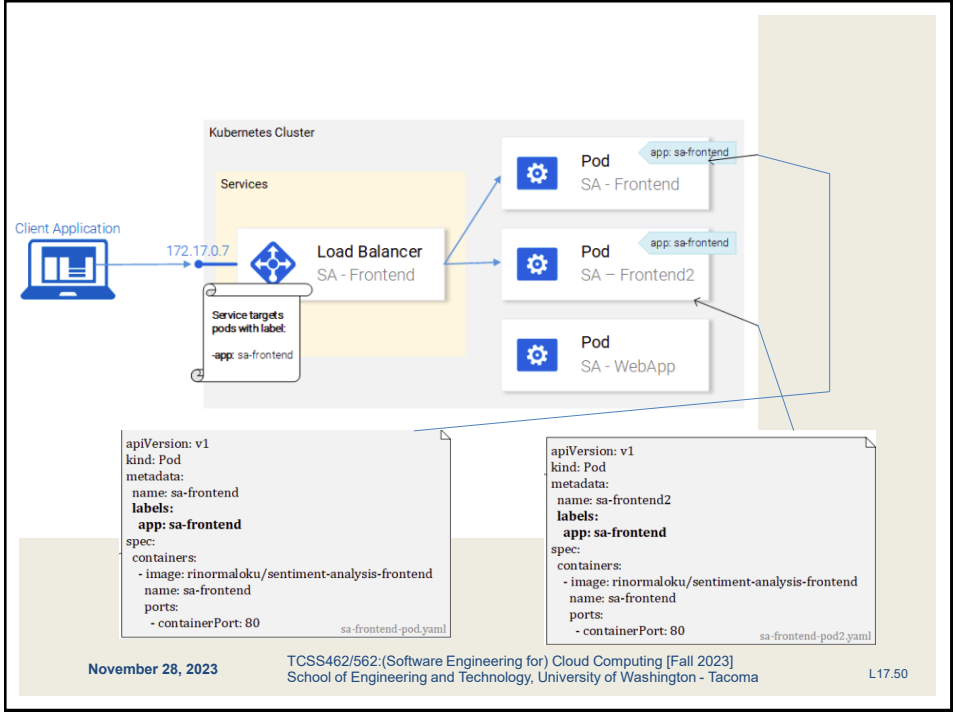 Kubernetes Cluster
Services
Client Application
172.17.0.7
Load Balancer
SA - Frontend
Service targets
pods with label:
-app: sa-frontend
Pod
app: sa-frontend
SA - Frontend
Pod
app: sa-frontend
SA – Frontend2
Pod
SA - WebApp
apiVersion: v1
kind: Pod
metadata:
name: sa-frontend
labels:
app: sa-frontend
spec:
containers:
- image: rinormaloku/sentiment-analysis-frontend
name: sa-frontend
ports:
- containerPort: 80
sa-frontend-pod.yaml
apiVersion: v1
kind: Pod
metadata:
name: sa-frontend2
labels:
app: sa-frontend
spec:
containers:
- image: rinormaloku/sentiment-analysis-frontend
name: sa-frontend
ports:
- containerPort: 80
sa-frontend-pod2.yaml
November 28, 2023
TCSS462/562:(Software Engineering for) Cloud Computing [Fall 2023]
School of Engineering and Technology, University of Washington - Tacoma
L17.50